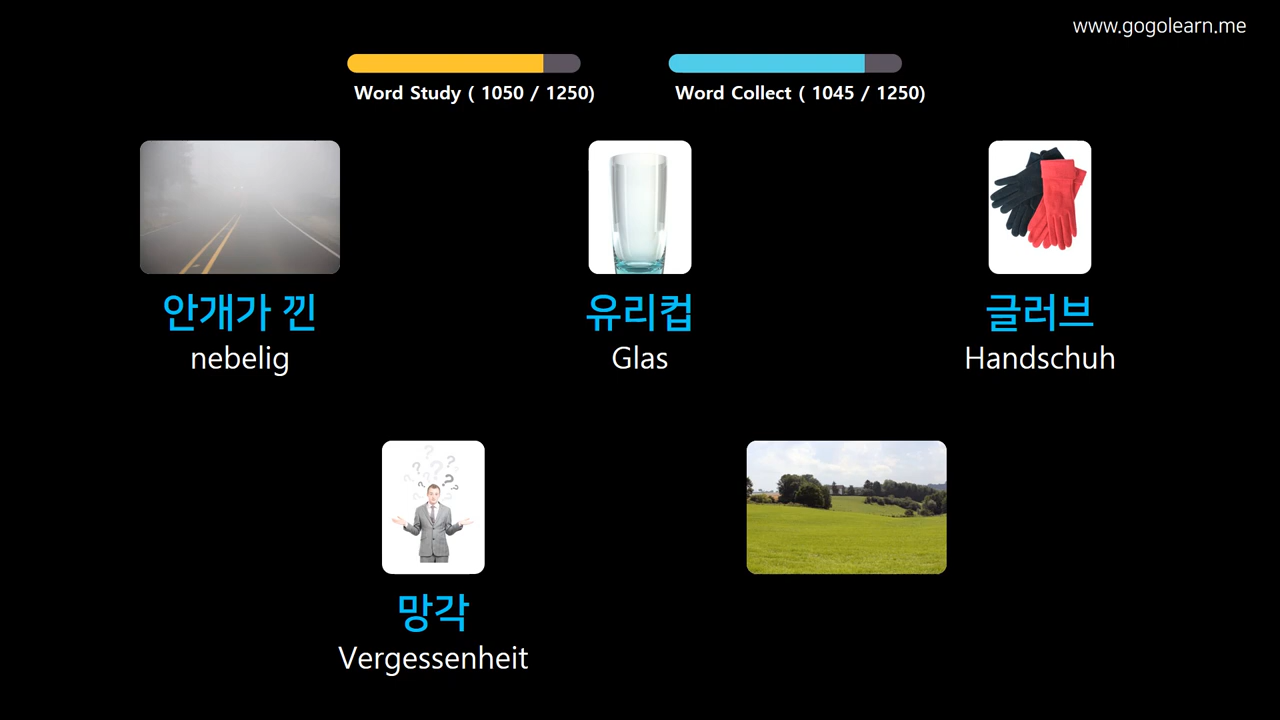 www.gogolearn.me
Word Study ( 1050 / 1250)
Word Collect ( 1045 / 1250)
안개가 낀
nebelig
유리컵
Glas
글러브
Handschuh
망각
Vergessenheit